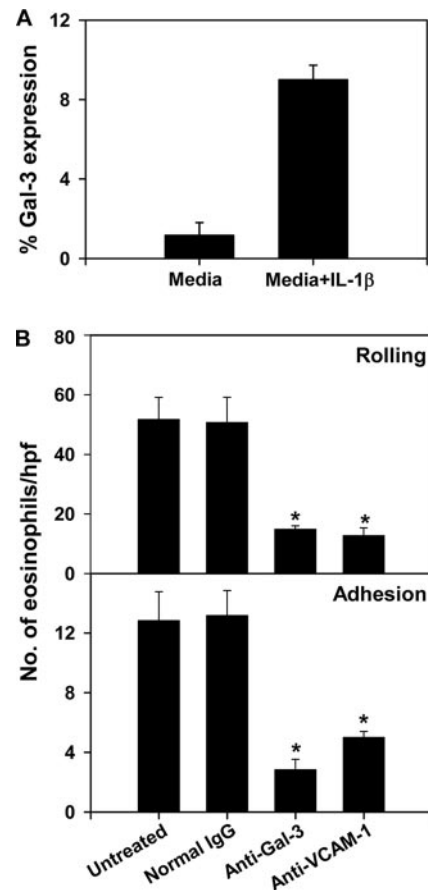 A
12
8
4
0
% Gal-3 expression
Media
Media+IL-1β
B
80
60
40
20
0
Rolling
*
*
12
8
4
0
Adhesion
*
*
No. of eosinophils/hpf
Untreated
Normal IgG
Anti-Gal-3
Anti-VCAM-1